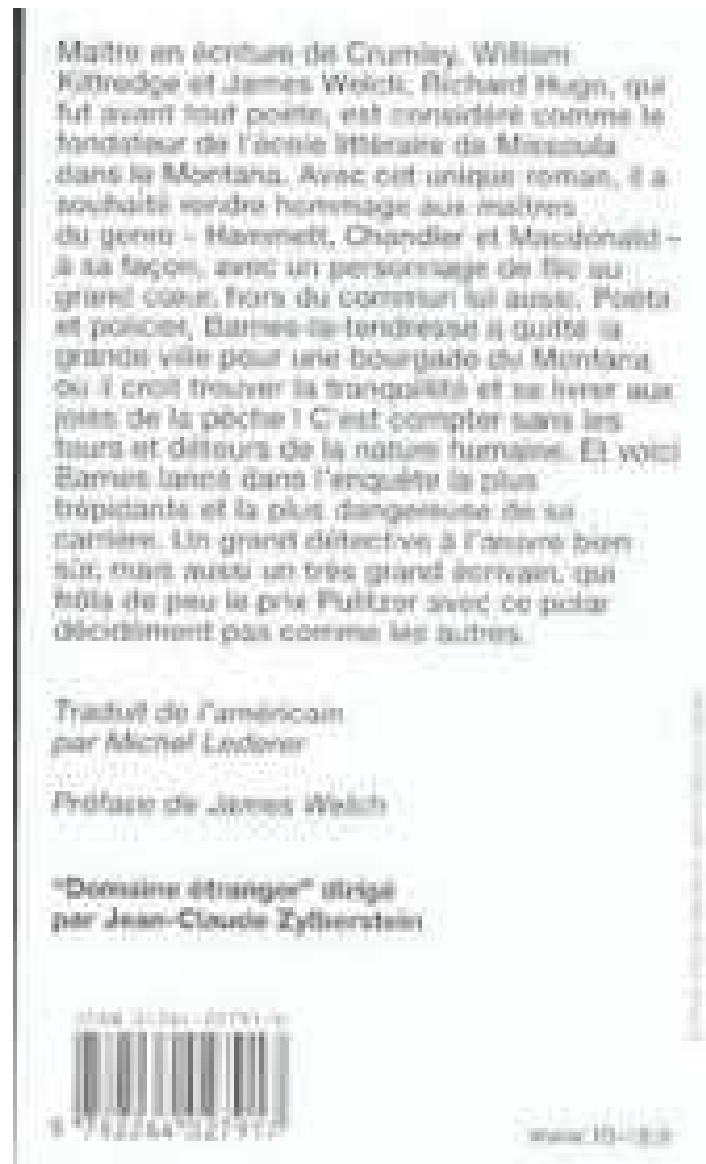 Maître en écriture de Crumley, William
Kittredge et James Welch, Richard Hugo, qui
fut avant tout poète, est considéré comme le
fondateur de l'école littéraire de Missoula
dans le Montana. Avec cet unique roman, il a
souhaité rendre hommage aux maîtres
du genre – Hammett, Chandler et Macdonald –
à sa façon, avec un personnage de flic au
grand cœur, hors du commun lui aussi. Poète
et policier, Barnes-la-tendresse a quitté la
grande ville pour une bourgade du Montana
où il croit trouver la tranquillité et se livrer aux
joies de la pêche ! C'est compter sans les
tours et détours de la nature humaine. Et voici
Barnes lancé dans l'enquête la plus
trépidante et la plus dangereuse de sa
carrière. Un grand détective à l'œuvre bien
sûr, mais aussi un très grand écrivain, qui
frôla de peu le prix Pulitzer avec ce polar
décidément pas comme les autres.
Traduit de l'américain
par Michel Lederer
Préface de James Welch
"Domaine étranger" dirigé
par Jean-Claude Zylberstein
9 782264 027917